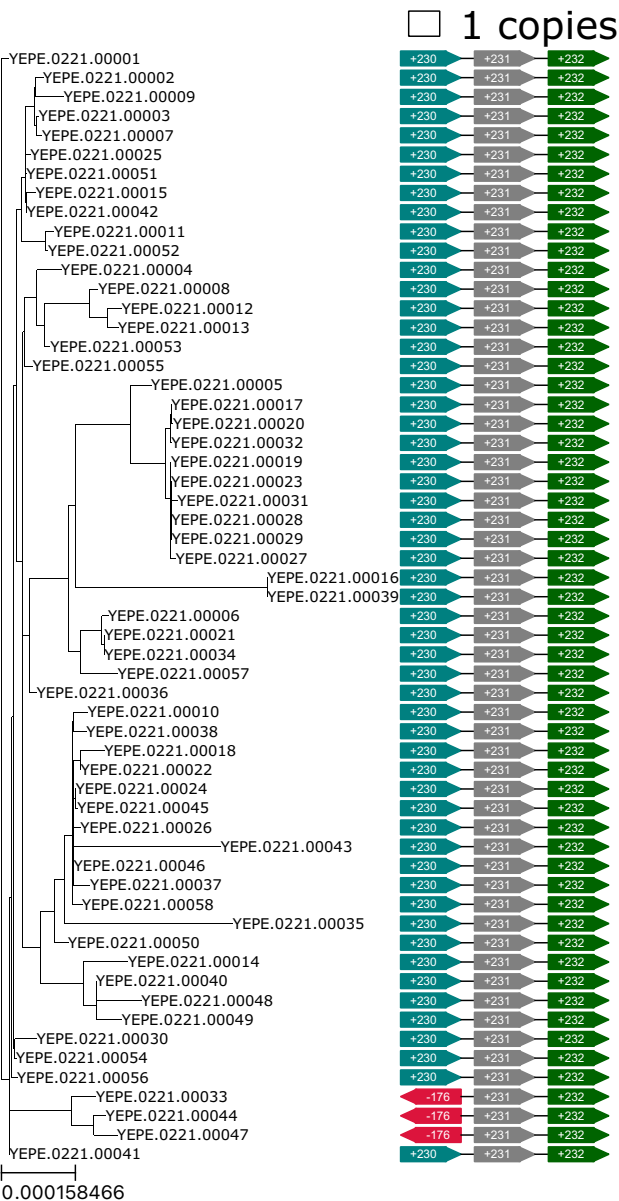 1 copies
YEPE.0221.00001 +230 +231 +232
YEPE.0221.00002 +230 +231 +232
YEPE.0221.00009 +230 +231 +232
YEPE.0221.00003 +230 +231 +232
YEPE.0221.00007 +230 +231 +232
YEPE.0221.00025 +230 +231 +232
YEPE.0221.00051 +230 +231 +232
YEPE.0221.00015 +230 +231 +232
YEPE.0221.00042 +230 +231 +232
YEPE.0221.00011 +230 +231 +232
YEPE.0221.00052 +230 +231 +232
YEPE.0221.00004 +230 +231 +232
YEPE.0221.00008 +230 +231 +232
YEPE.0221.00012 +230 +231 +232
YEPE.0221.00013 +230 +231 +232
YEPE.0221.00053 +230 +231 +232
YEPE.0221.00055 +230 +231 +232
YEPE.0221.00005 +230 +231 +232
YEPE.0221.00017 +230 +231 +232
YEPE.0221.00020 +230 +231 +232
YEPE.0221.00032 +230 +231 +232
YEPE.0221.00019 +230 +231 +232
YEPE.0221.00023 +230 +231 +232
YEPE.0221.00031 +230 +231 +232
YEPE.0221.00028 +230 +231 +232
YEPE.0221.00029 +230 +231 +232
YEPE.0221.00027 +230 +231 +232
YEPE.0221.00016 +230 +231 +232
YEPE.0221.00039 +230 +231 +232
YEPE.0221.00006 +230 +231 +232
YEPE.0221.00021 +230 +231 +232
YEPE.0221.00034 +230 +231 +232
YEPE.0221.00057 +230 +231 +232
YEPE.0221.00036 +230 +231 +232
YEPE.0221.00010 +230 +231 +232
YEPE.0221.00038 +230 +231 +232
YEPE.0221.00018 +230 +231 +232
YEPE.0221.00022 +230 +231 +232
YEPE.0221.00024 +230 +231 +232
YEPE.0221.00045 +230 +231 +232
YEPE.0221.00026 +230 +231 +232
YEPE.0221.00043 +230 +231 +232
YEPE.0221.00046 +230 +231 +232
YEPE.0221.00037 +230 +231 +232
YEPE.0221.00058 +230 +231 +232
YEPE.0221.00035 +230 +231 +232
YEPE.0221.00050 +230 +231 +232
YEPE.0221.00014 +230 +231 +232
YEPE.0221.00040 +230 +231 +232
YEPE.0221.00048 +230 +231 +232
YEPE.0221.00049 +230 +231 +232
YEPE.0221.00030 +230 +231 +232
YEPE.0221.00054 +230 +231 +232
YEPE.0221.00056 +230 +231 +232
YEPE.0221.00033 -176 +231 +232
YEPE.0221.00044 -176 +231 +232
YEPE.0221.00047 -176 +231 +232
YEPE.0221.00041 +230 +231 +232
0.000158466